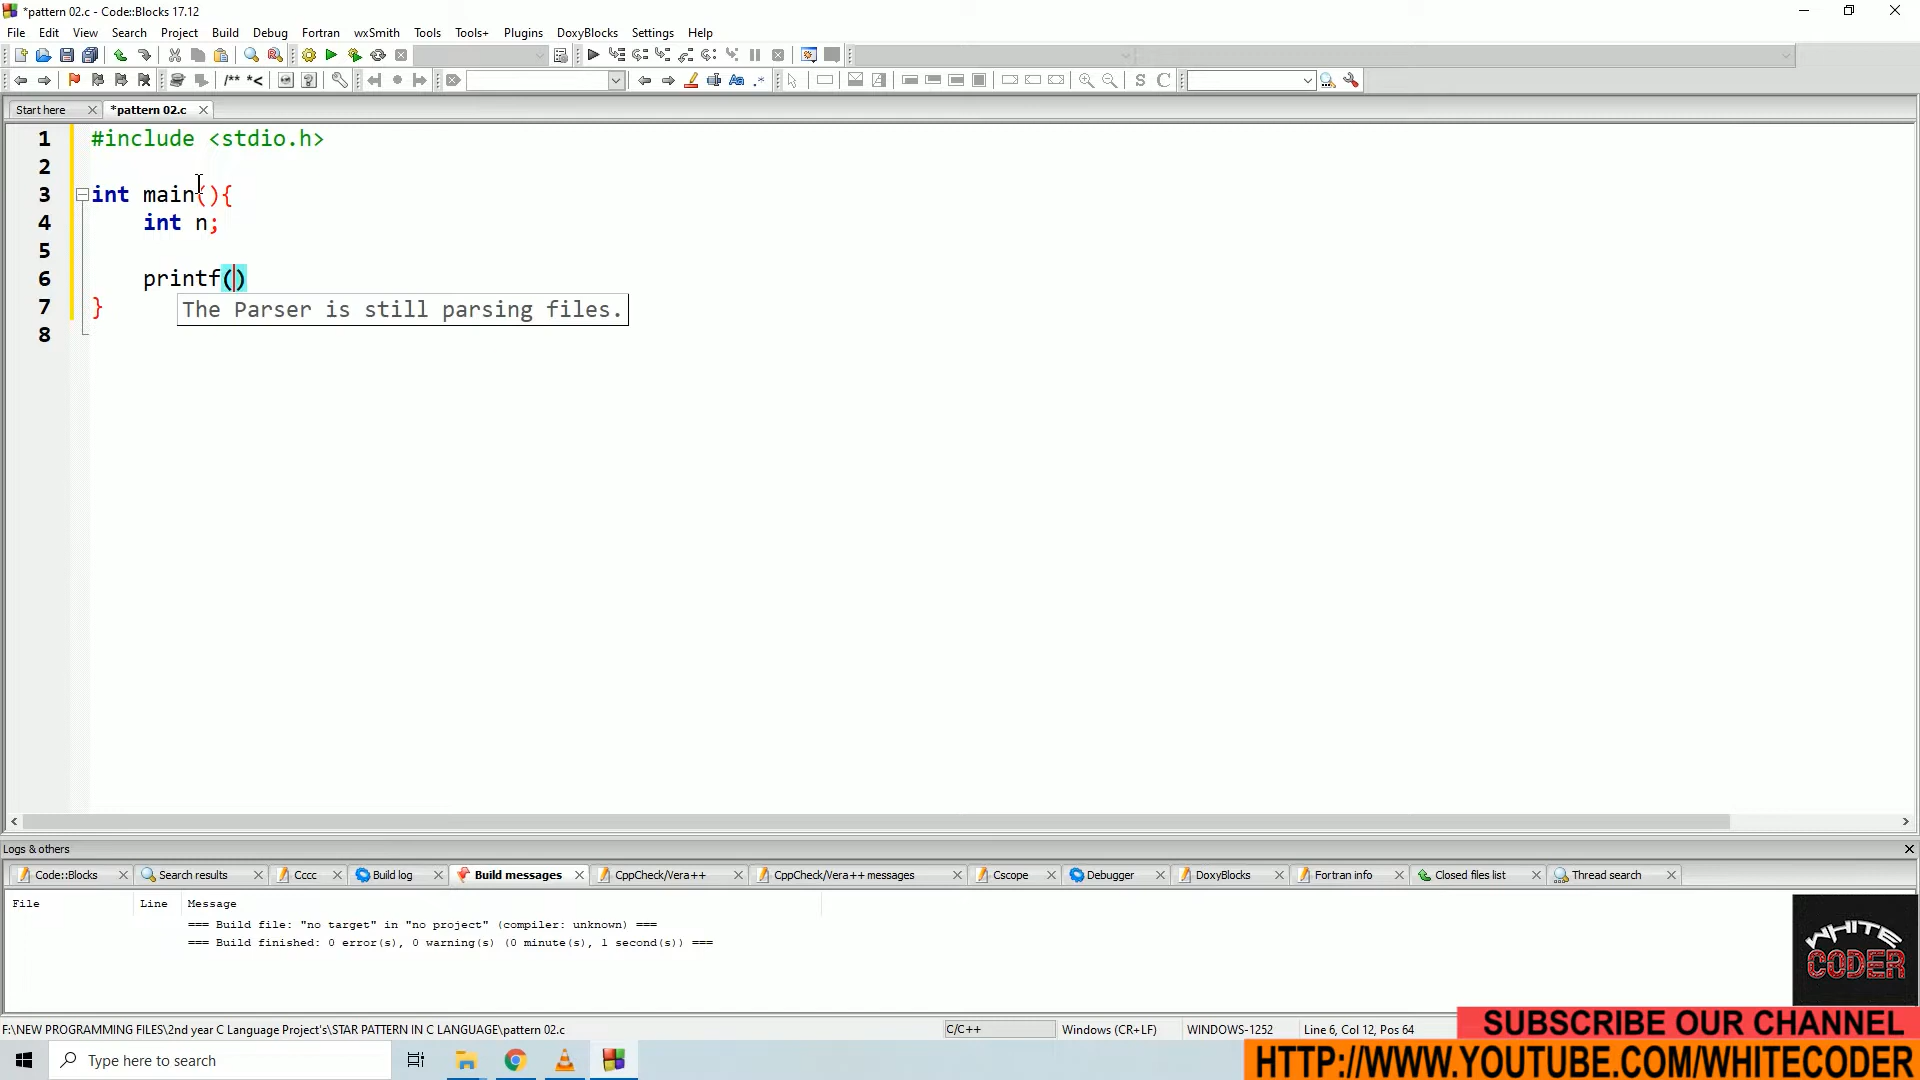 *pattern 02.c - Code::Blocks 17.12
File Edit View Search Project Build Debug Fortran wxSmith Tools Tools+ Plugins DoxyBlocks Settings Help
/** *<
Aa .* S C
Start here *pattern 02.c
1 #include <stdio.h>
2
3 int main(){
4 int n;
5
6 printf()
The Parser is still parsing files.
7 }
8
Logs & others
Code::Blocks Search results Cccc Build log Build messages CppCheck/Vera++ CppCheck/Vera++ messages Cscope Debugger DoxyBlocks Fortran info Closed files list Thread search
File Line Message
=== Build file: "no target" in "no project" (compiler: unknown) ===
=== Build finished: 0 error(s), 0 warning(s) (0 minute(s), 1 second(s)) ===
WHITE
CODER
F:\NEW PROGRAMMING FILES\2nd year C Language Project's\STAR PATTERN IN C LANGUAGE\pattern 02.c C/C++ Windows (CR+LF) WINDOWS-1252 Line 6, Col 12, Pos 64
SUBSCRIBE OUR CHANNEL
Type here to search
HTTP://WWW.YOUTUBE.COM/WHITECODER